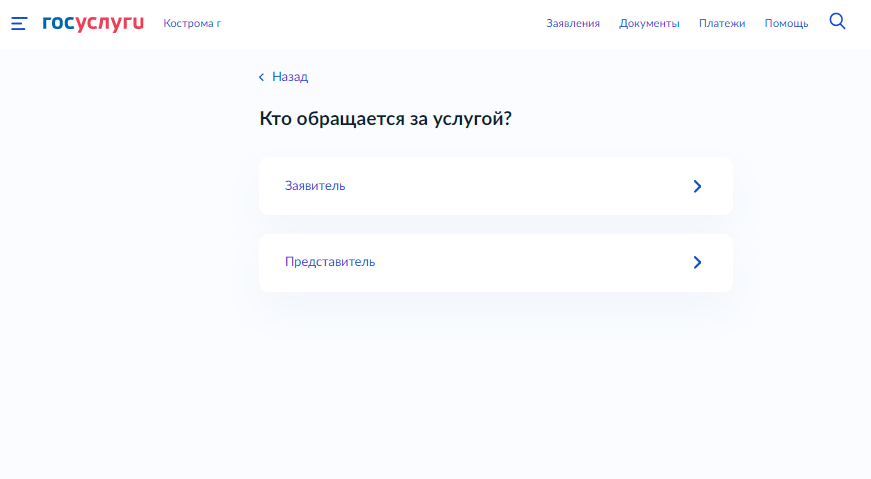 госуслуги Кострома г Заявления Документы Платежи Помощь
Назад
Кто обращается за услугой?
Заявитель
Представитель